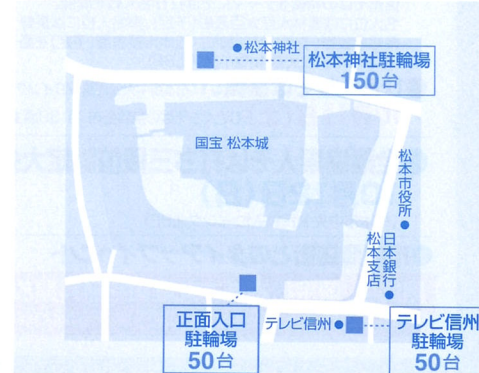 松本神社
松本神社駐輪場
150台
国宝 松本城
松本市役所
日本銀行
松本支店
正面入口
駐輪場
50台
テレビ信州
テレビ信州
駐輪場
50台